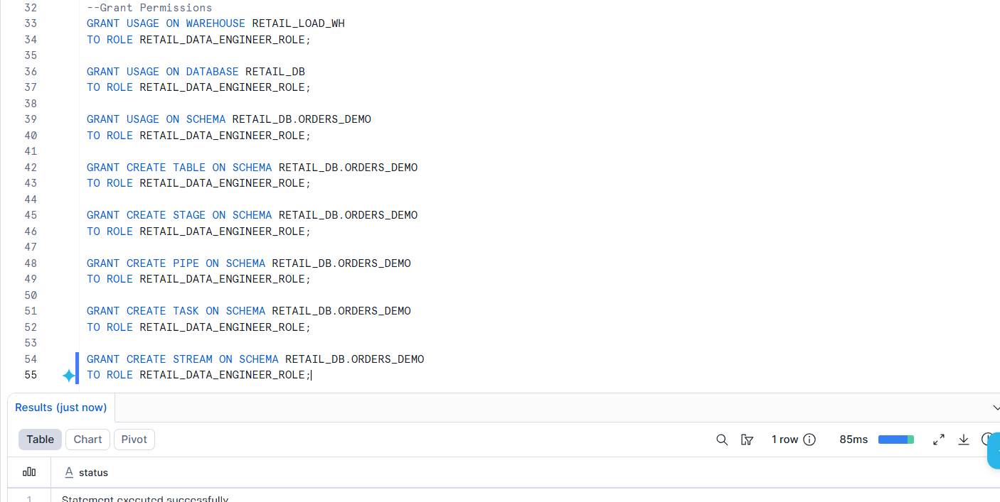 32 --Grant Permissions
33 GRANT USAGE ON WAREHOUSE RETAIL_LOAD_WH
34 TO ROLE RETAIL_DATA_ENGINEER_ROLE;
35
36 GRANT USAGE ON DATABASE RETAIL_DB
37 TO ROLE RETAIL_DATA_ENGINEER_ROLE;
38
39 GRANT USAGE ON SCHEMA RETAIL_DB.ORDERS_DEMO
40 TO ROLE RETAIL_DATA_ENGINEER_ROLE;
41
42 GRANT CREATE TABLE ON SCHEMA RETAIL_DB.ORDERS_DEMO
43 TO ROLE RETAIL_DATA_ENGINEER_ROLE;
44
45 GRANT CREATE STAGE ON SCHEMA RETAIL_DB.ORDERS_DEMO
46 TO ROLE RETAIL_DATA_ENGINEER_ROLE;
47
48 GRANT CREATE PIPE ON SCHEMA RETAIL_DB.ORDERS_DEMO
49 TO ROLE RETAIL_DATA_ENGINEER_ROLE;
50
51 GRANT CREATE TASK ON SCHEMA RETAIL_DB.ORDERS_DEMO
52 TO ROLE RETAIL_DATA_ENGINEER_ROLE;
53
54 GRANT CREATE STREAM ON SCHEMA RETAIL_DB.ORDERS_DEMO
55 TO ROLE RETAIL_DATA_ENGINEER_ROLE;
Results (just now)
Table Chart Pivot 1 row 85ms
A status
1 Statement executed successfully